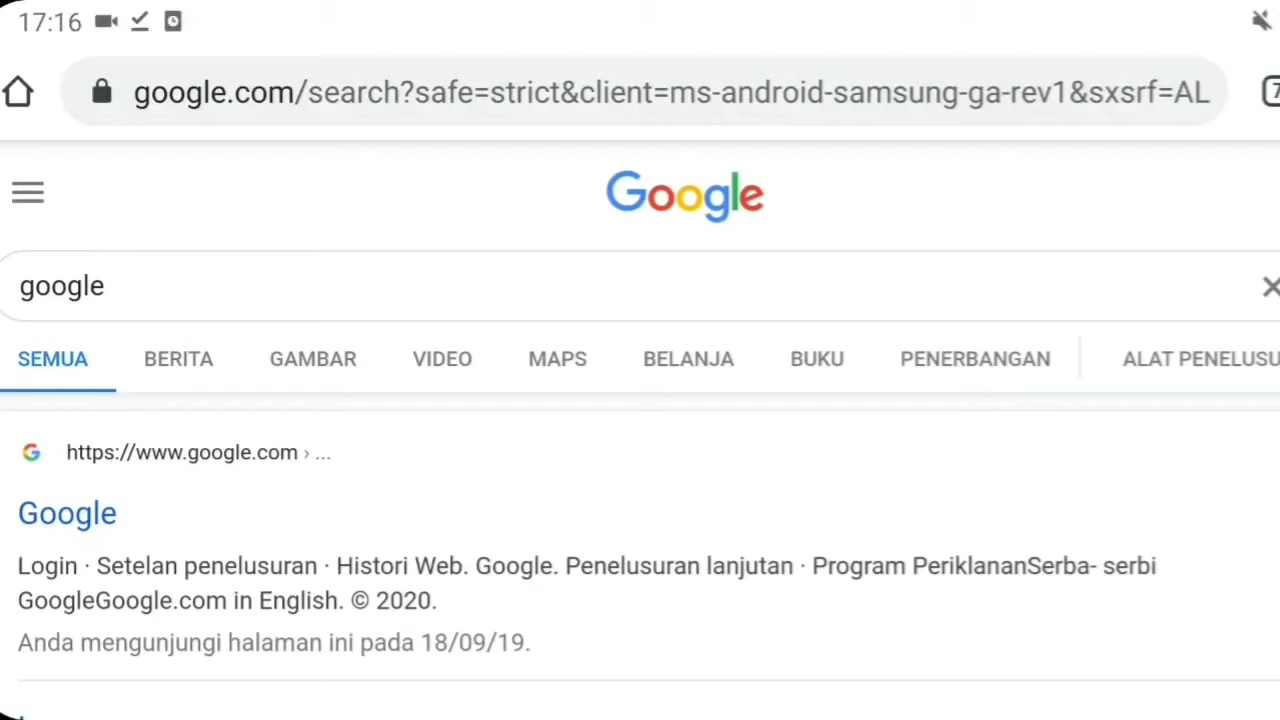 17:16
google.com/search?safe=strict&client=ms-android-samsung-ga-rev1&sxsrf=AL
Google
google
SEMUA BERITA GAMBAR VIDEO MAPS BELANJA BUKU PENERBANGAN ALAT PENELUSU
https://www.google.com › ...
Google
Login · Setelan penelusuran · Histori Web. Google. Penelusuran lanjutan · Program PeriklananSerba- serbi
GoogleGoogle.com in English. © 2020.
Anda mengunjungi halaman ini pada 18/09/19.